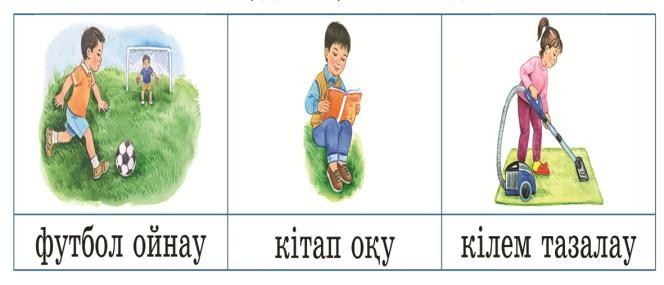 футбол ойнау
кітап оқу
кілем тазалау